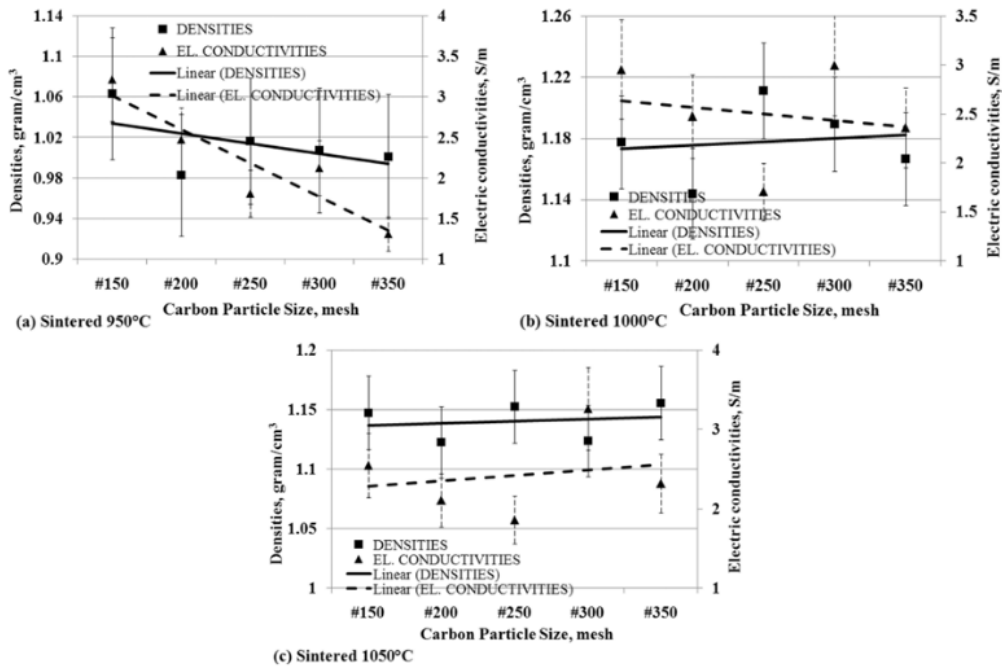 1.14
1.1
1.06
1.02
0.98
0.94
0.9
Densities, gram/cm³
4
3.5
3
2.5
2
1.5
1
Electric conductivities, S/m
DENSITIES
EL. CONDUCTIVITIES
Linear (DENSITIES)
Linear (EL. CONDUCTIVITIES)
#150 #200 #250 #300 #350
Carbon Particle Size, mesh
(a) Sintered 950°C
1.26
1.22
1.18
1.14
1.1
Densities, gram/cm³
3.5
3
2.5
2
1.5
1
Electric conductivities, S/m
DENSITIES
EL. CONDUCTIVITIES
Linear (DENSITIES)
Linear (EL. CONDUCTIVITIES)
#150 #200 #250 #300 #350
Carbon Particle Size, mesh
(b) Sintered 1000°C
1.2
1.15
1.1
1.05
1
Densities, gram/cm³
4
3
2
1
Electric conductivities, S/m
DENSITIES
EL. CONDUCTIVITIES
Linear (DENSITIES)
Linear (EL. CONDUCTIVITIES)
#150 #200 #250 #300 #350
Carbon Particle Size, mesh
(c) Sintered 1050°C